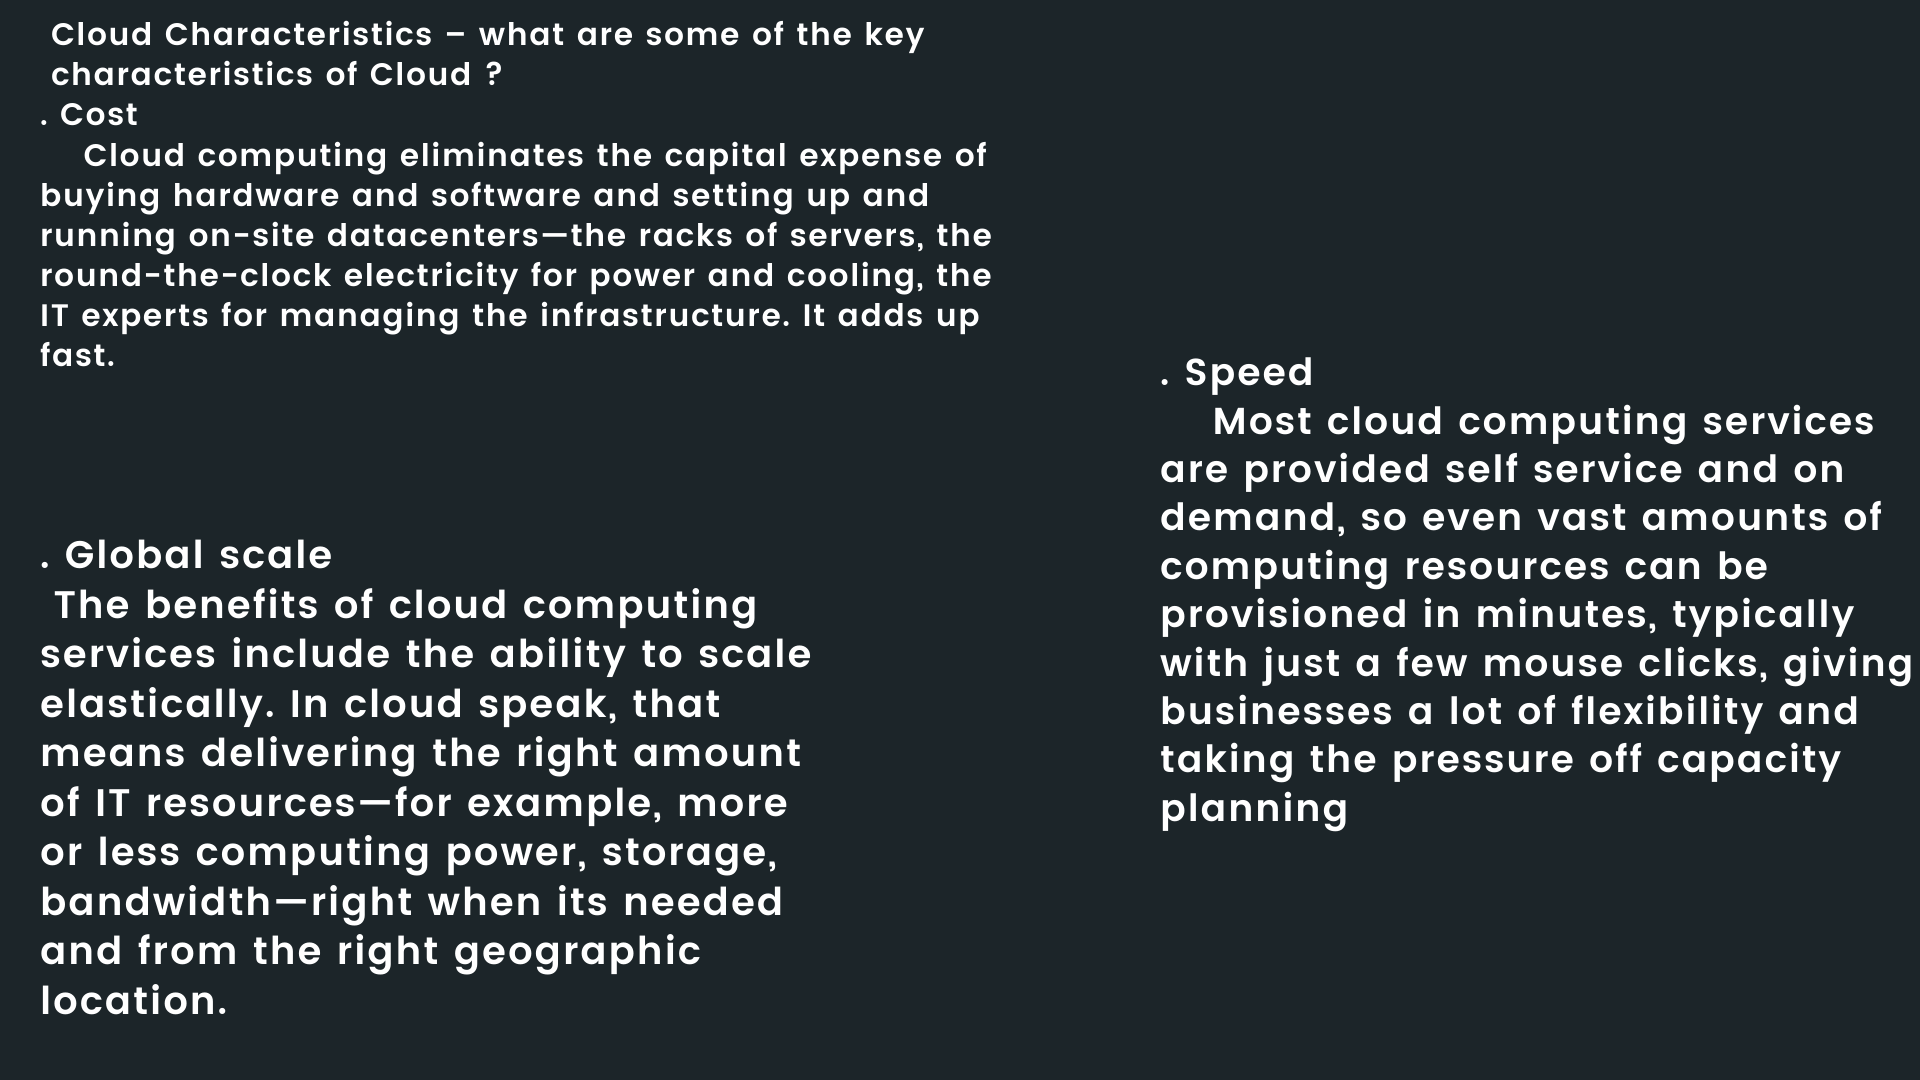 Cloud Characteristics – what are some of the key
characteristics of Cloud ?
. Cost
Cloud computing eliminates the capital expense of
buying hardware and software and setting up and
running on-site datacenters—the racks of servers, the
round-the-clock electricity for power and cooling, the
IT experts for managing the infrastructure. It adds up
fast.
. Global scale
The benefits of cloud computing
services include the ability to scale
elastically. In cloud speak, that
means delivering the right amount
of IT resources—for example, more
or less computing power, storage,
bandwidth—right when its needed
and from the right geographic
location.
. Speed
Most cloud computing services
are provided self service and on
demand, so even vast amounts of
computing resources can be
provisioned in minutes, typically
with just a few mouse clicks, giving
businesses a lot of flexibility and
taking the pressure off capacity
planning